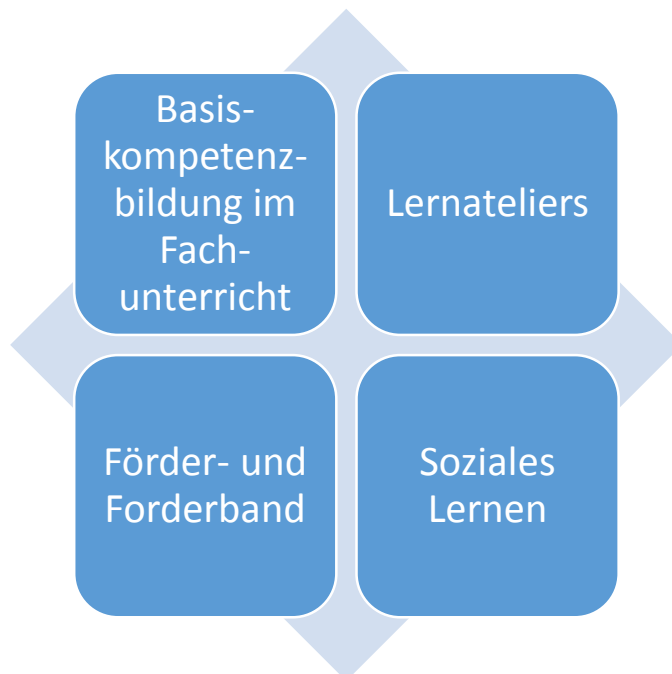 Basis-
kompetenz-
bildung im
Fach-
unterricht
Lernateliers
Förder- und
Forderband
Soziales
Lernen